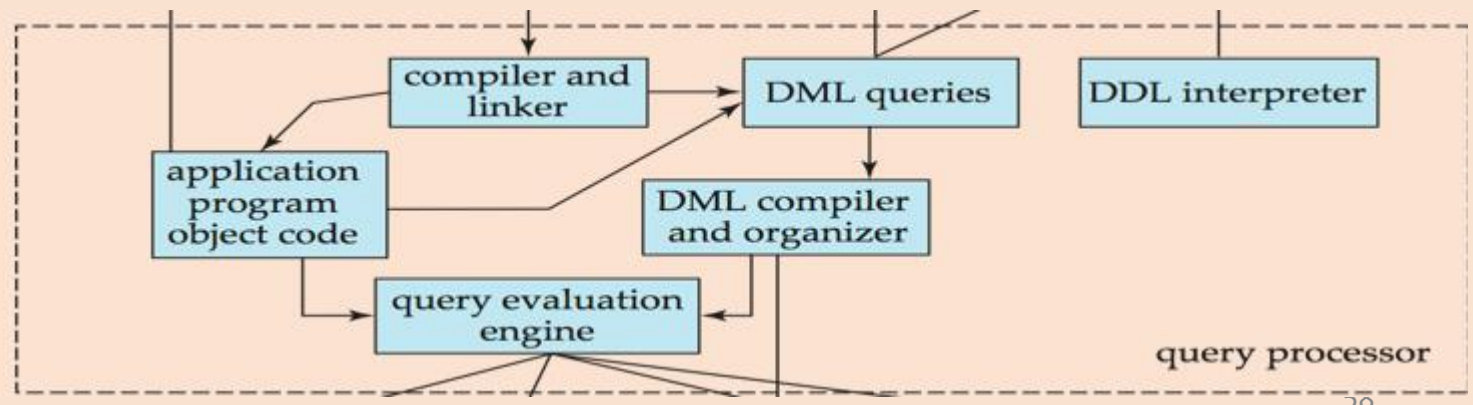 compiler and
linker
DML queries
DDL interpreter
application
program
object code
DML compiler
and organizer
query evaluation
engine
query processor